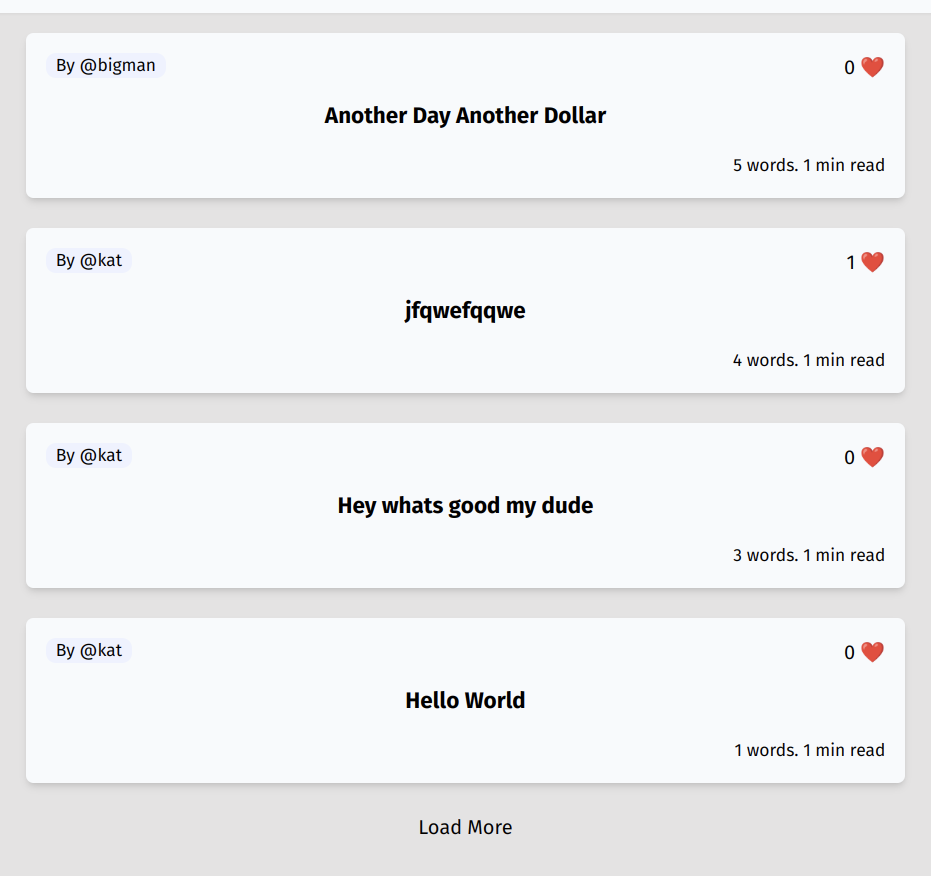 By @bigman
0 ❤️
Another Day Another Dollar
5 words. 1 min read
By @kat
1 ❤️
jfqwefqqwe
4 words. 1 min read
By @kat
0 ❤️
Hey whats good my dude
3 words. 1 min read
By @kat
0 ❤️
Hello World
1 words. 1 min read
Load More